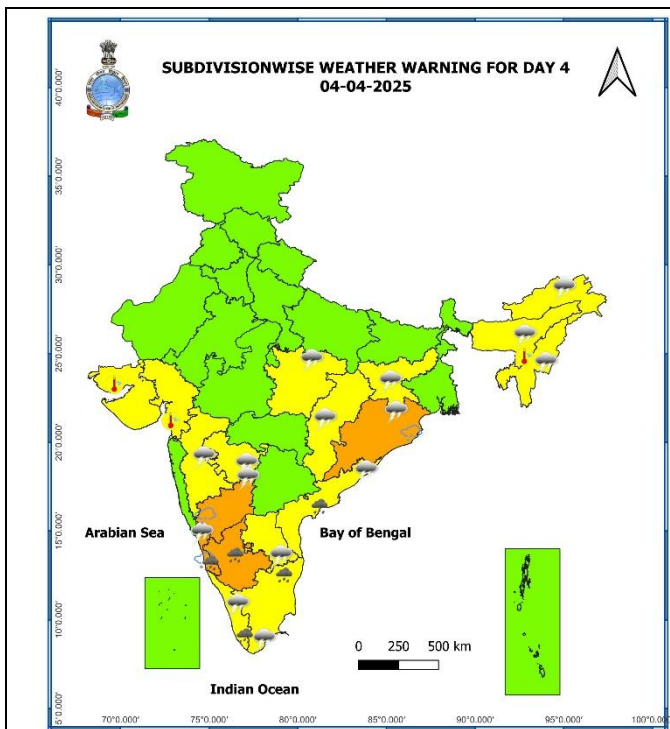 SUBDIVISIONWISE WEATHER WARNING FOR DAY 4
04-04-2025
40°0.000'
35°0.000'
30°0.000'
25°0.000'
20°0.000'
15°0.000'
10°0.000'
5°0.000'
Arabian Sea
Bay of Bengal
0 250 500 km
Indian Ocean
70°0.000' 75°0.000' 80°0.000' 85°0.000' 90°0.000' 95°0.000' 100°0.000'